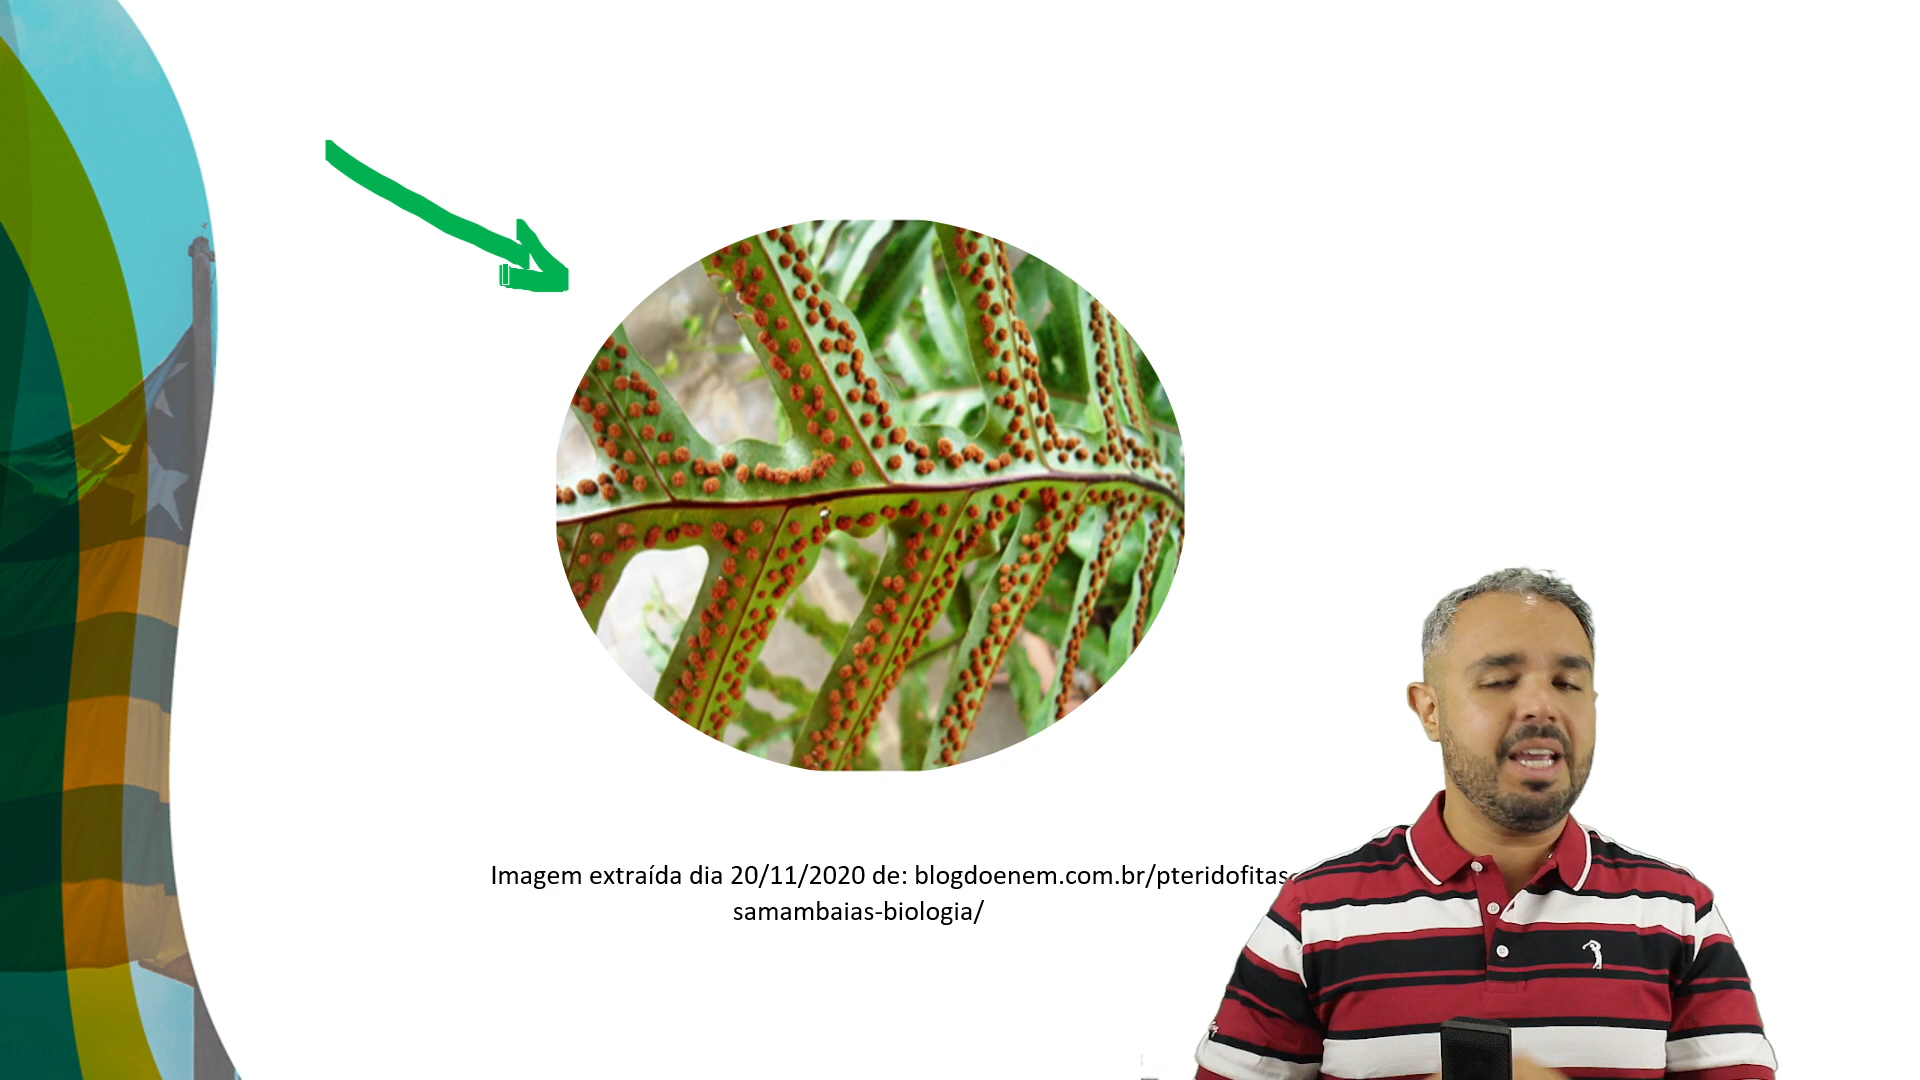 Imagem extraída dia 20/11/2020 de: blogdoenem.com.br/pteridofitas
samambaias-biologia/